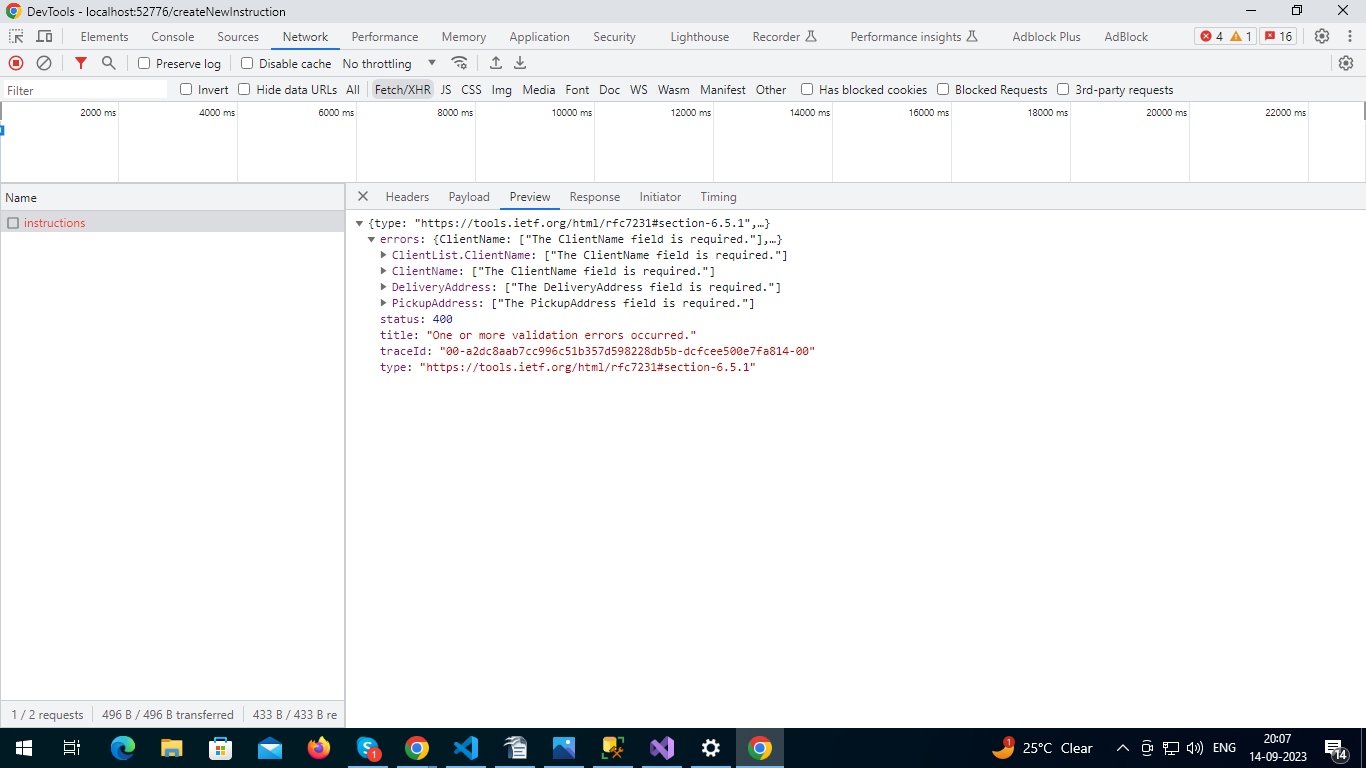 DevTools - localhost:52776/createNewInstruction
Elements Console Sources Network Performance Memory Application Security Lighthouse Recorder Performance insights Adblock Plus AdBlock 4 1 16
Preserve log Disable cache No throttling
Filter Invert Hide data URLs All Fetch/XHR JS CSS Img Media Font Doc WS Wasm Manifest Other Has blocked cookies Blocked Requests 3rd-party requests
2000 ms 4000 ms 6000 ms 8000 ms 10000 ms 12000 ms 14000 ms 16000 ms 18000 ms 20000 ms 22000 ms
Name
instructions
Headers Payload Preview Response Initiator Timing
{type: "https://tools.ietf.org/html/rfc7231#section-6.5.1",…}
errors: {ClientName: ["The ClientName field is required."],…}
ClientList.ClientName: ["The ClientName field is required."]
ClientName: ["The ClientName field is required."]
DeliveryAddress: ["The DeliveryAddress field is required."]
PickupAddress: ["The PickupAddress field is required."]
status: 400
title: "One or more validation errors occurred."
traceId: "00-a2dc8aab7cc996c51b357d598228db5b-dcfcee500e7fa814-00"
type: "https://tools.ietf.org/html/rfc7231#section-6.5.1"
1 / 2 requests 496 B / 496 B transferred 433 B / 433 B re
1 1 25°C Clear ENG 20:07
14-09-2023 14